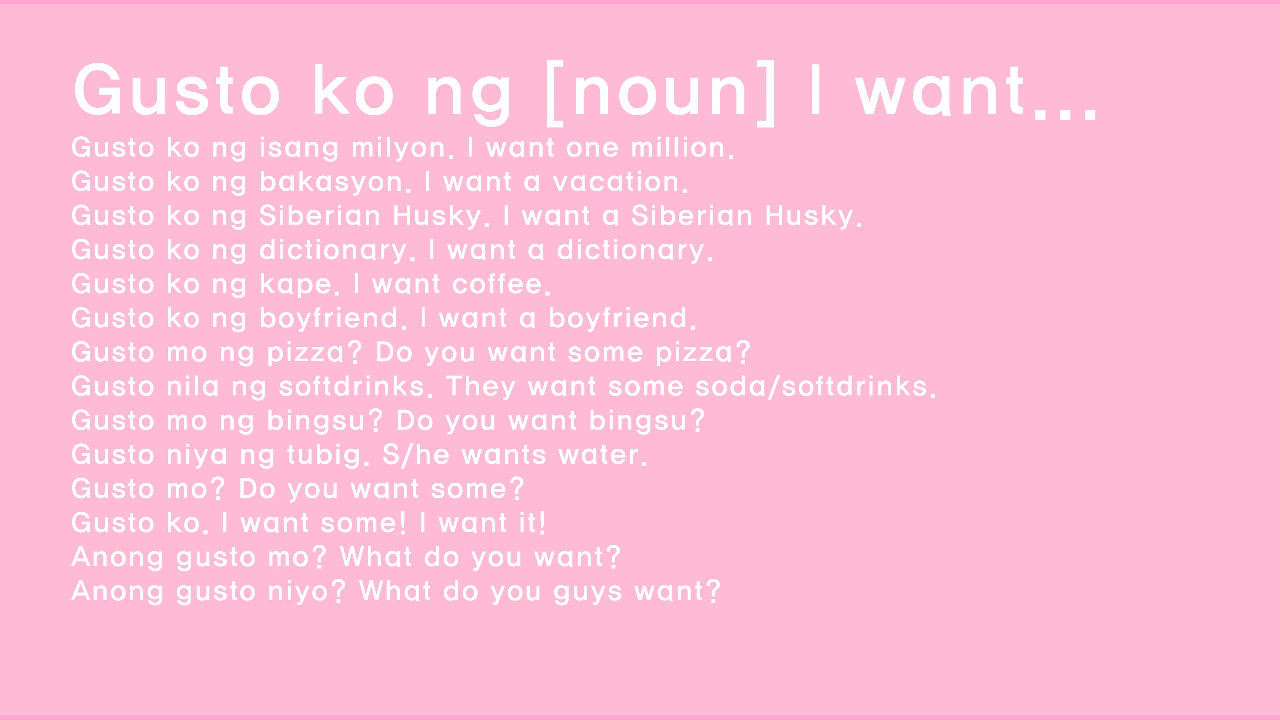 Gusto ko ng [noun] I want...
Gusto ko ng isang milyon. I want one million.
Gusto ko ng bakasyon. I want a vacation.
Gusto ko ng Siberian Husky. I want a Siberian Husky.
Gusto ko ng dictionary. I want a dictionary.
Gusto ko ng kape. I want coffee.
Gusto ko ng boyfriend. I want a boyfriend.
Gusto mo ng pizza? Do you want some pizza?
Gusto nila ng softdrinks. They want some soda/softdrinks.
Gusto mo ng bingsu? Do you want bingsu?
Gusto niya ng tubig. S/he wants water.
Gusto mo? Do you want some?
Gusto ko. I want some! I want it!
Anong gusto mo? What do you want?
Anong gusto niyo? What do you guys want?